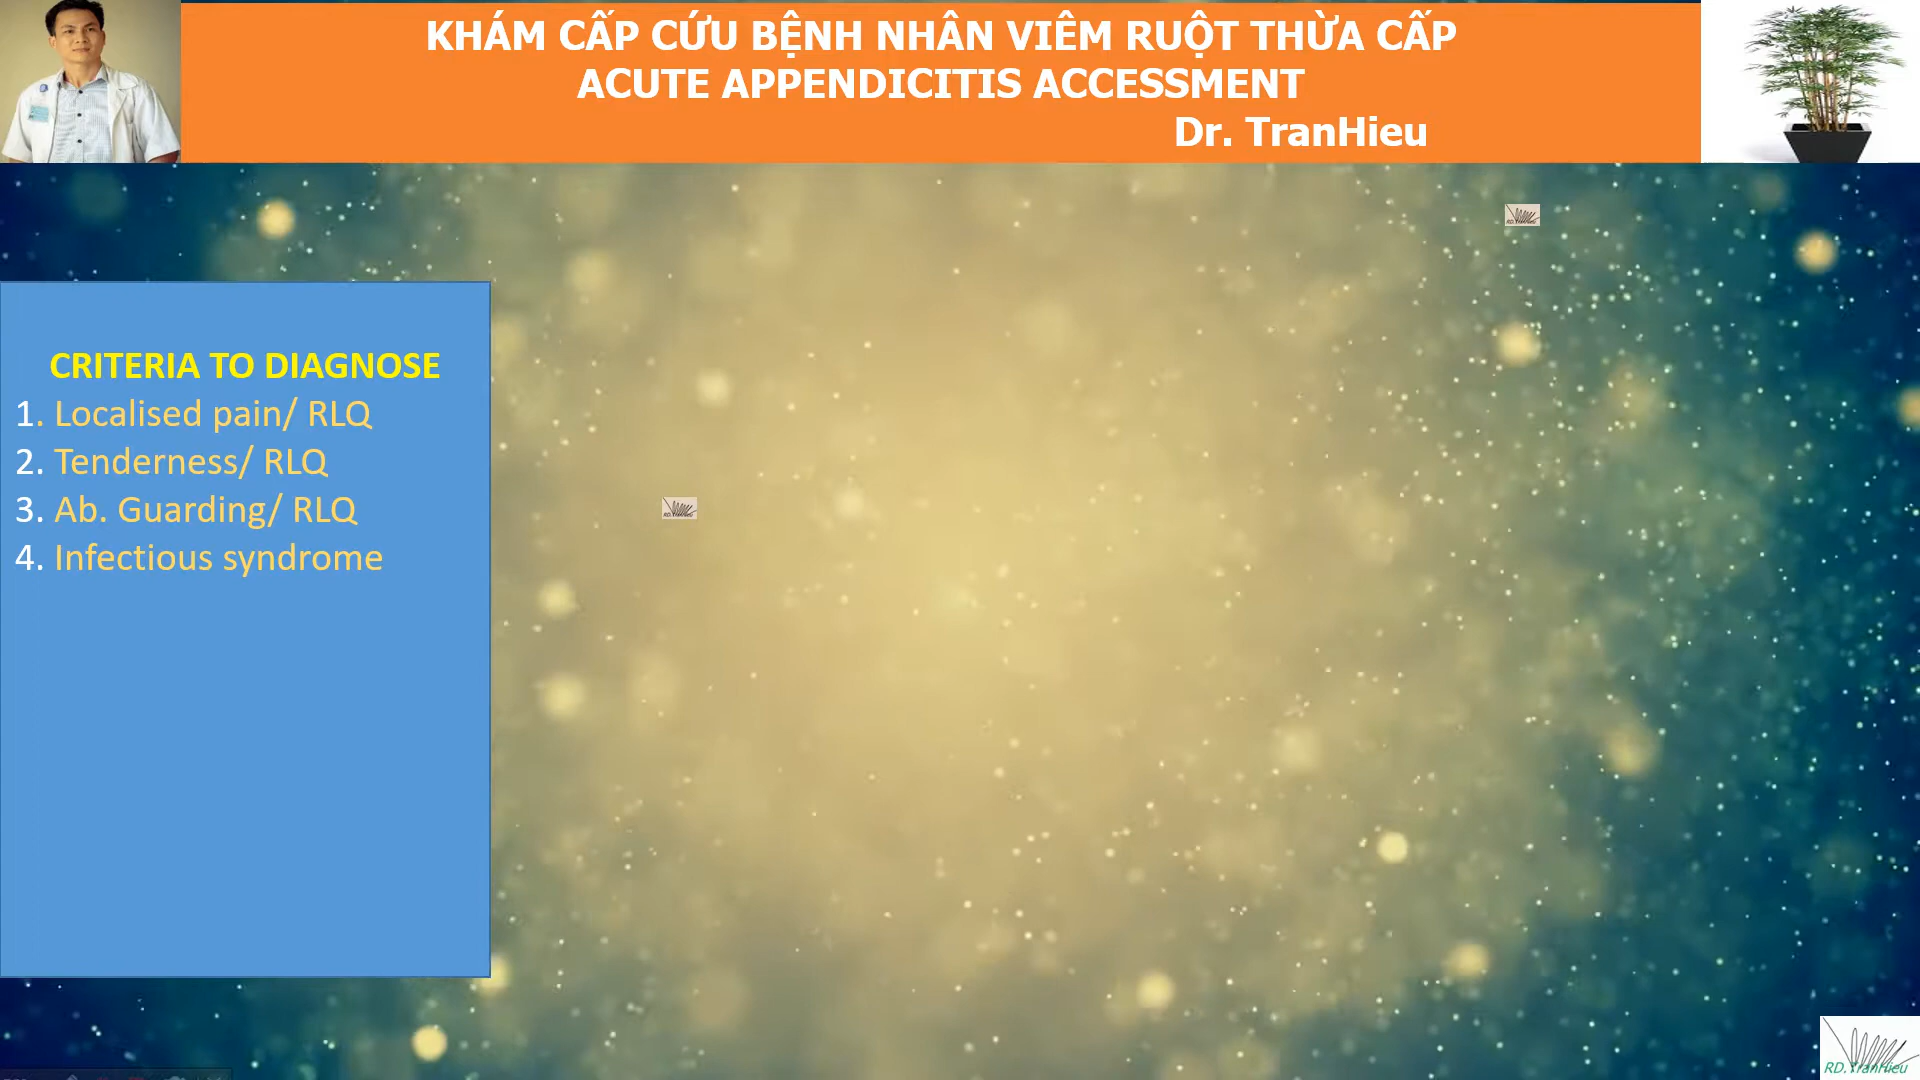 KHÁM CẤP CỨU BỆNH NHÂN VIÊM RUỘT THỪA CẤP
ACUTE APPENDICITIS ACCESSMENT
Dr. TranHieu
CRITERIA TO DIAGNOSE
1. Localised pain/ RLQ
2. Tenderness/ RLQ
3. Ab. Guarding/ RLQ
4. Infectious syndrome
RD.TranHieu